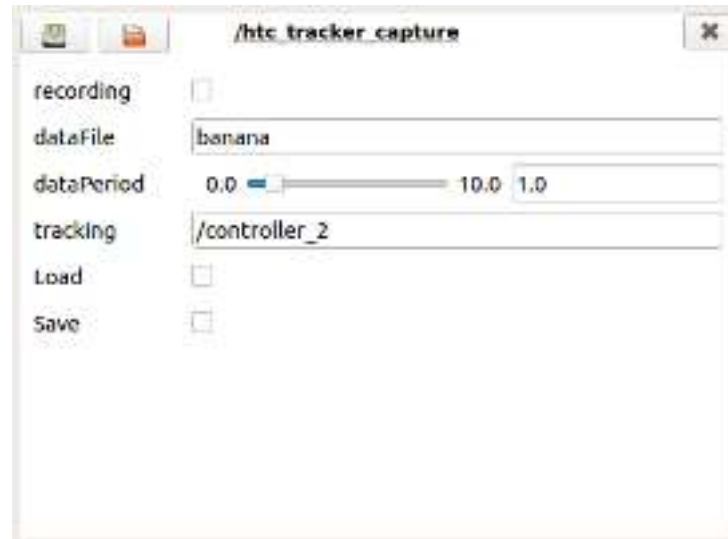 /htc_tracker_capture
recording
dataFile banana
dataPeriod 0.0 10.0 1.0
tracking /controller_2
Load
Save